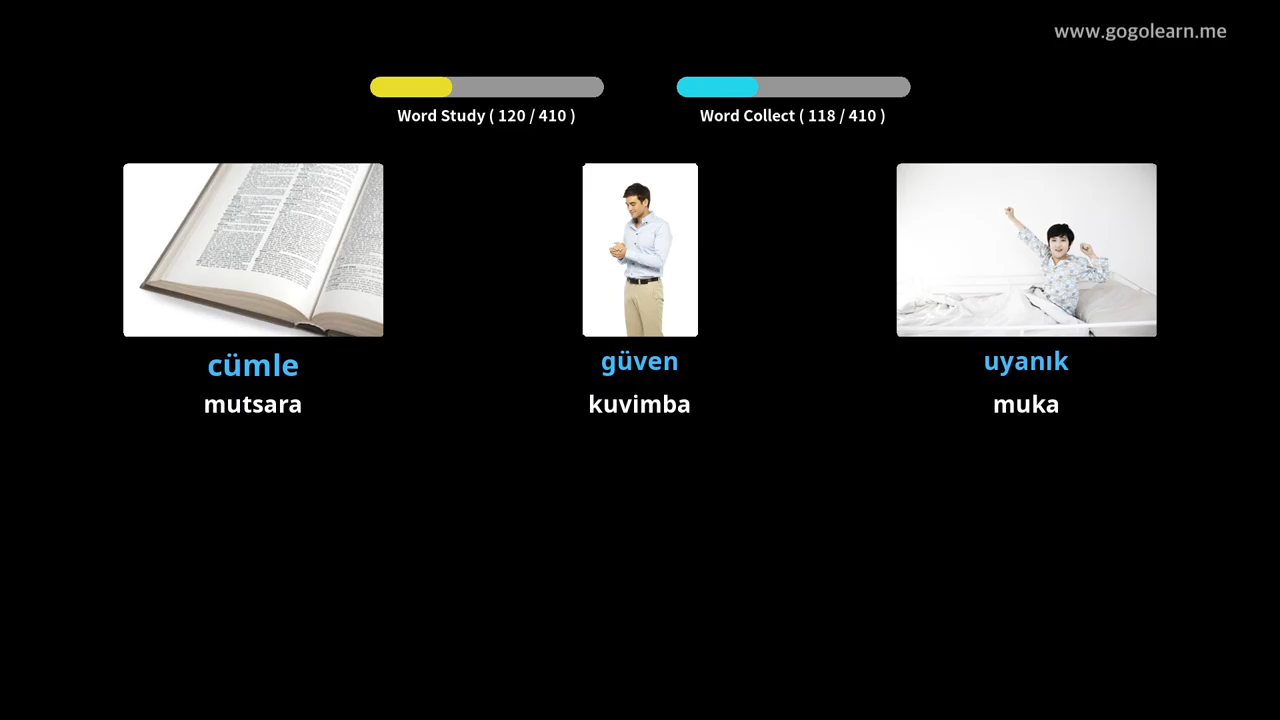 www.gogolearn.me
Word Study ( 120 / 410 )
Word Collect ( 118 / 410 )
cümle
güven
uyanık
mutsara
kuvimba
muka